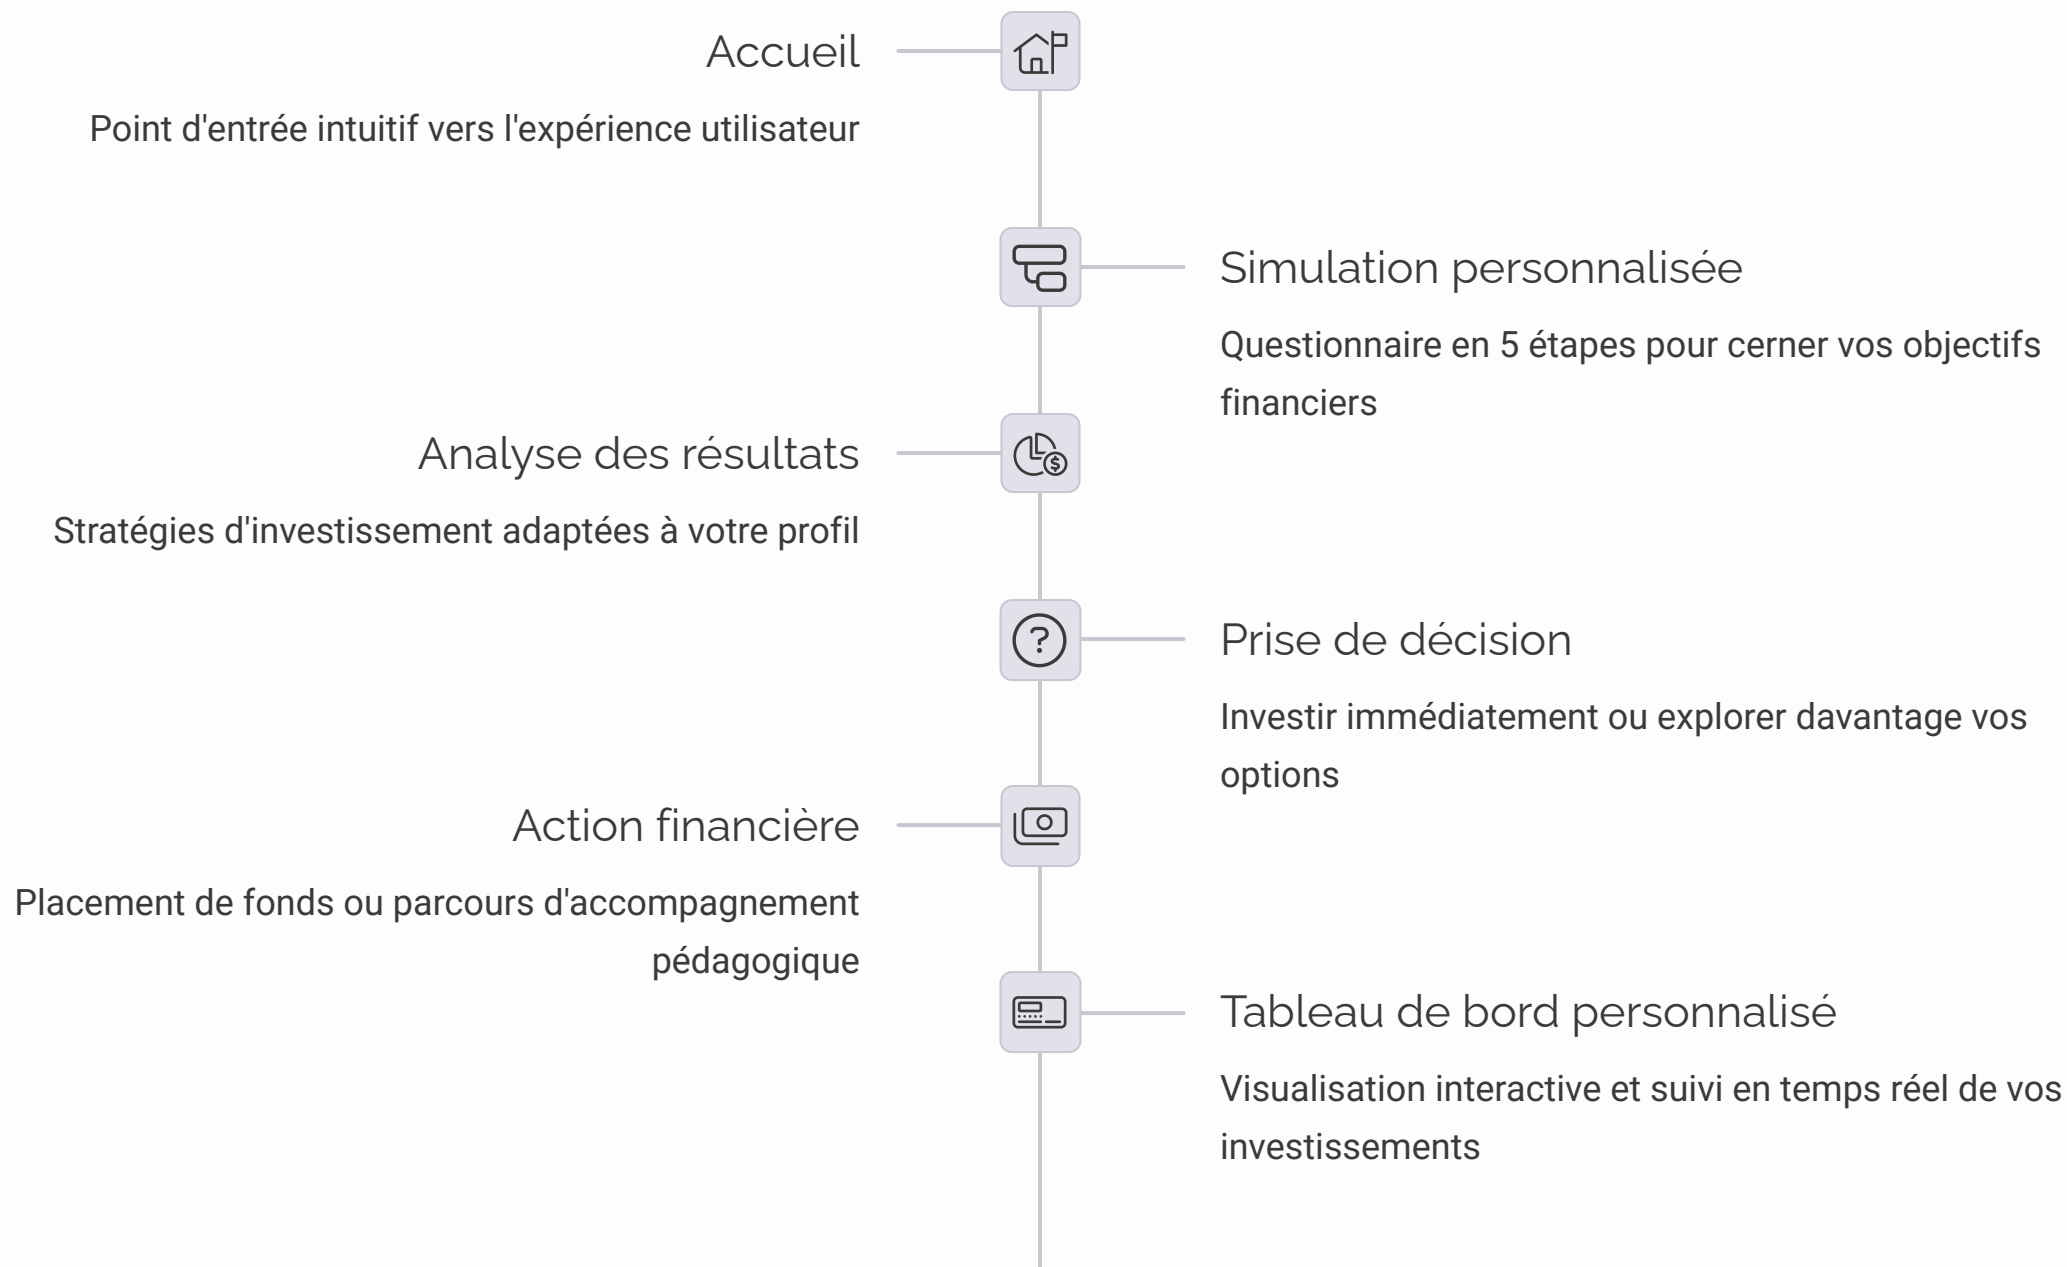 Accueil
Point d'entrée intuitif vers l'expérience utilisateur
Simulation personnalisée
Questionnaire en 5 étapes pour cerner vos objectifs
financiers
Analyse des résultats
Stratégies d'investissement adaptées à votre profil
Prise de décision
Investir immédiatement ou explorer davantage vos
options
Action financière
Placement de fonds ou parcours d'accompagnement
pédagogique
Tableau de bord personnalisé
Visualisation interactive et suivi en temps réel de vos
investissements